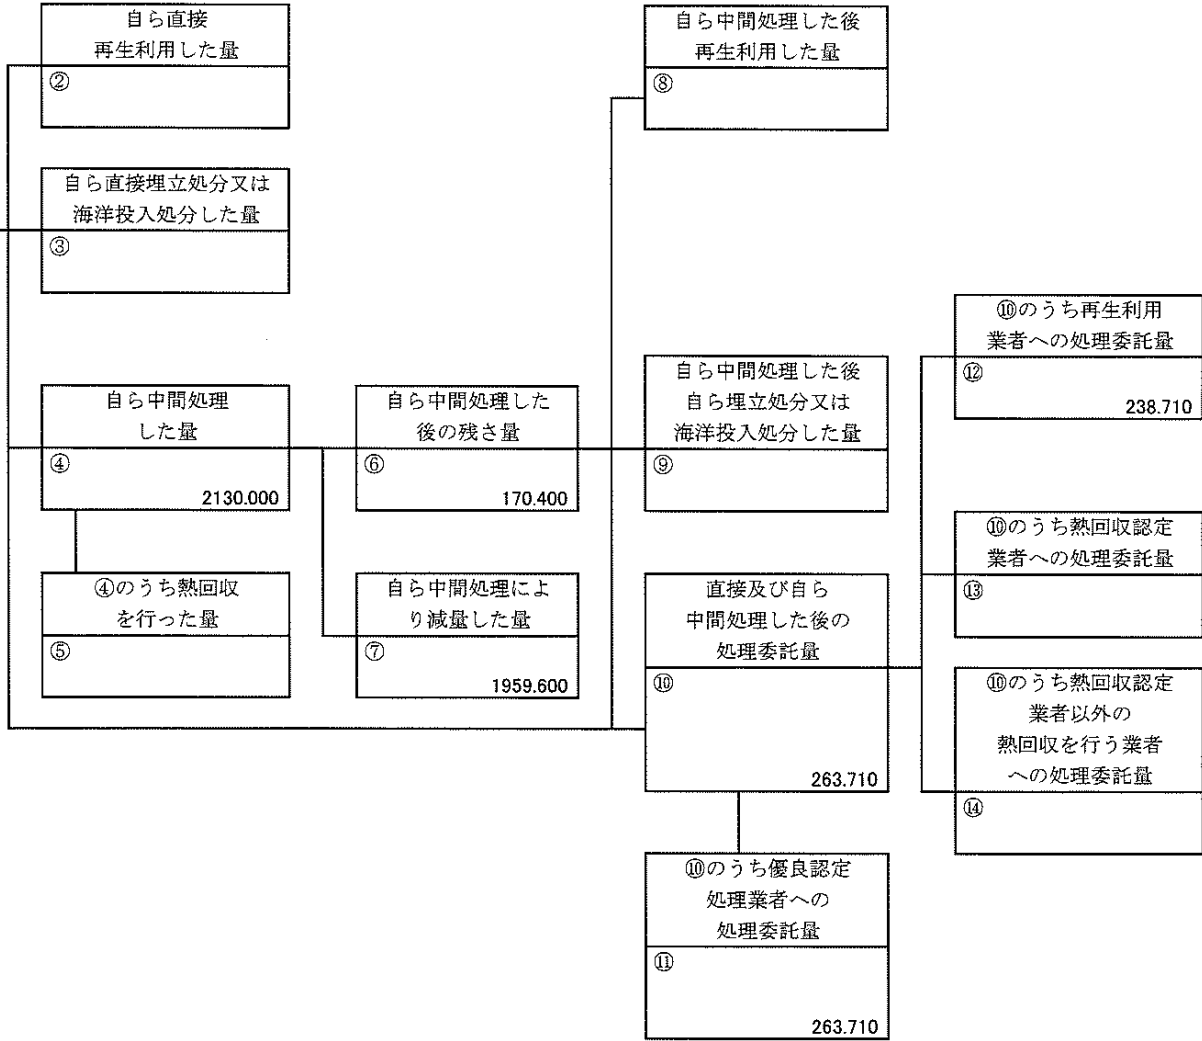 自ら直接
再生利用した量
②
自ら直接埋立処分又は
海洋投入処分した量
③
自ら中間処理
した量
④
2130.000
④のうち熱回収
を行った量
⑤
自ら中間処理した
後の残さ量
⑥
170.400
自ら中間処理によ
り減量した量
⑦
1959.600
自ら中間処理した後
再生利用した量
⑧
自ら中間処理した後
自ら埋立処分又は
海洋投入処分した量
⑨
直接及び自ら
中間処理した後の
処理委託量
⑩
263.710
⑩のうち優良認定
処理業者への
処理委託量
⑪
263.710
⑩のうち再生利用
業者への処理委託量
⑫
238.710
⑩のうち熱回収認定
業者への処理委託量
⑬
⑩のうち熱回収認定
業者以外の
熱回収を行う業者
への処理委託量
⑭